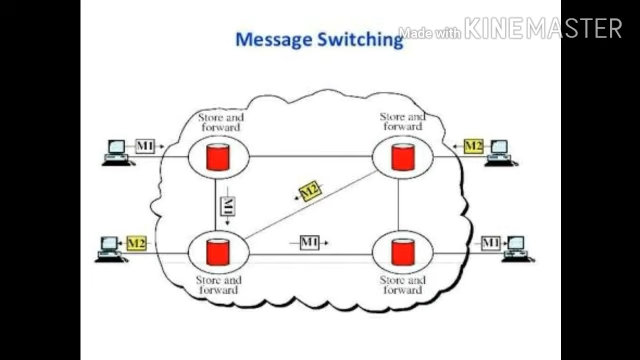 Message Switching
Made with KINEMASTER
Store and
forward
Store and
forward
M1
M2
M2
M1
M2
M1
M1
Store and
forward
Store and
forward